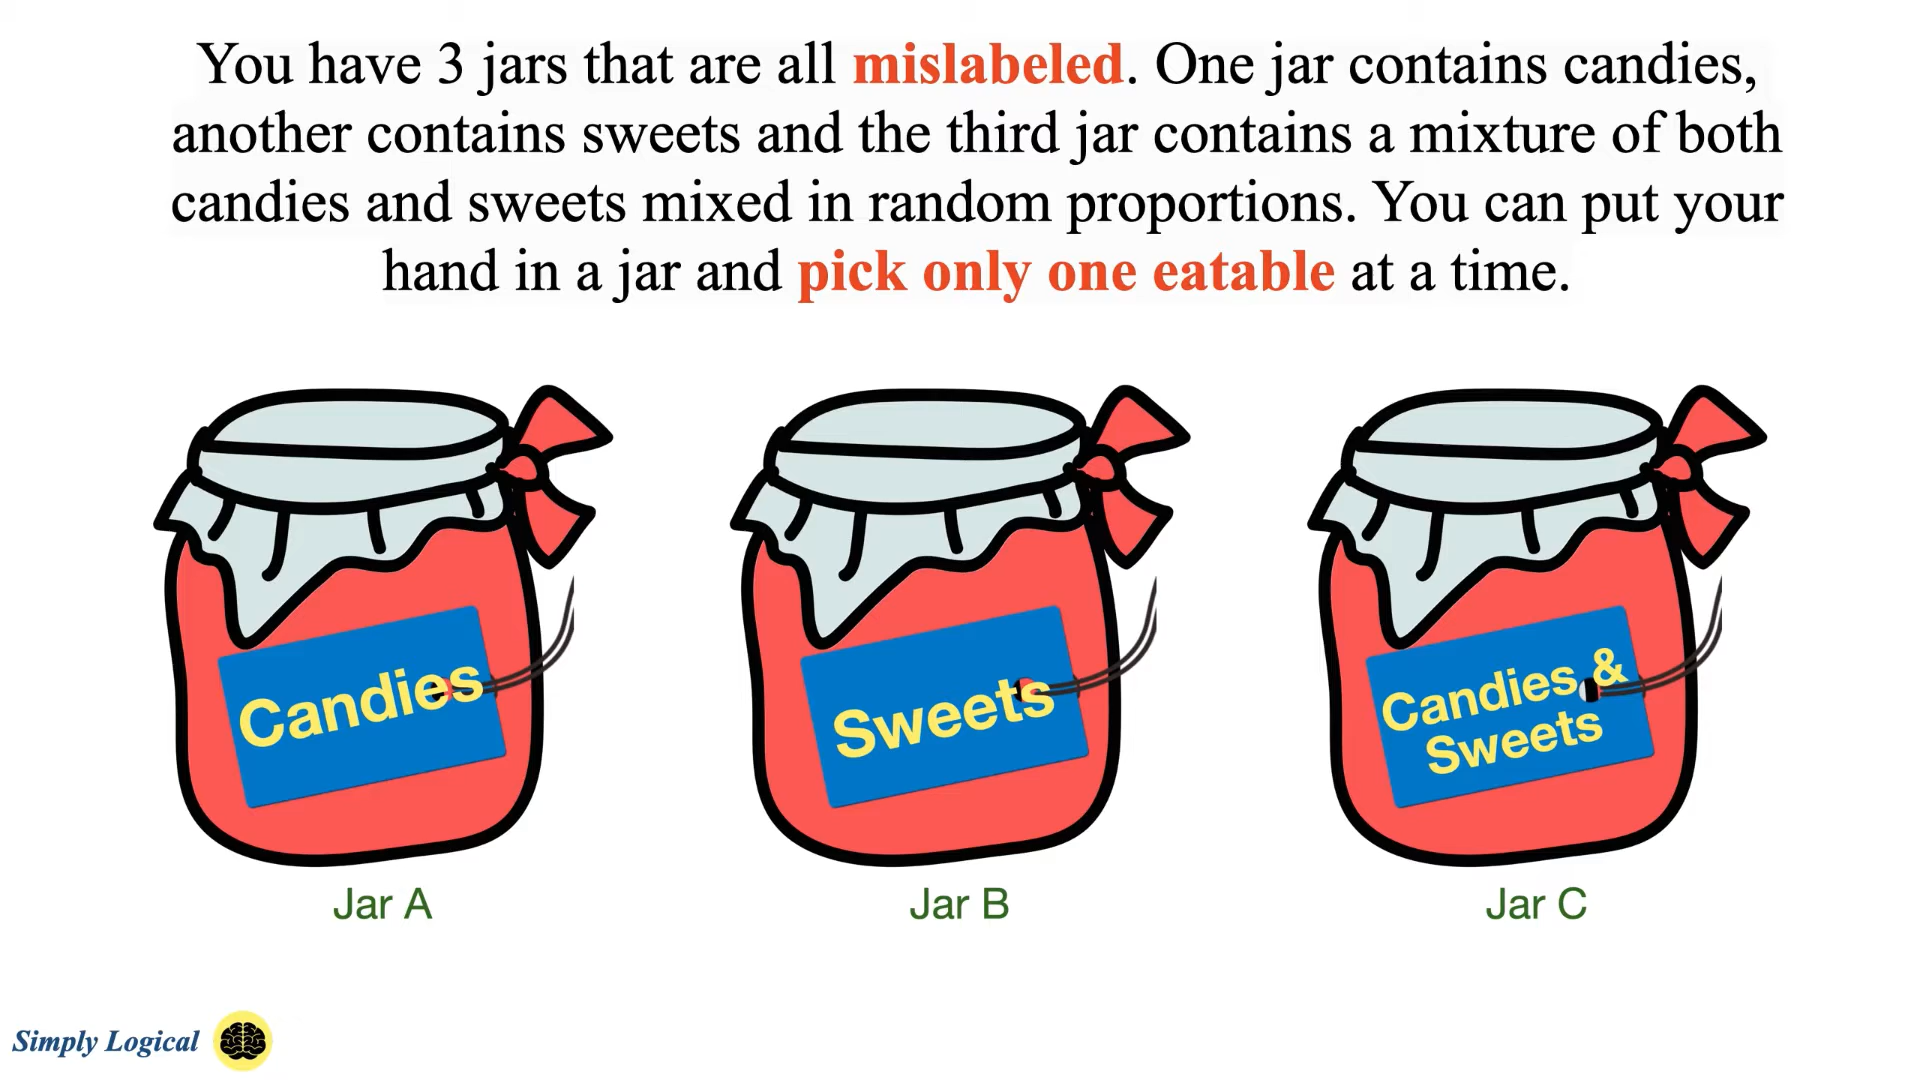 You have 3 jars that are all mislabeled. One jar contains candies,
another contains sweets and the third jar contains a mixture of both
candies and sweets mixed in random proportions. You can put your
hand in a jar and pick only one eatable at a time.
Candies
Sweets
Candies &
Sweets
Jar A
Jar B
Jar C
Simply Logical